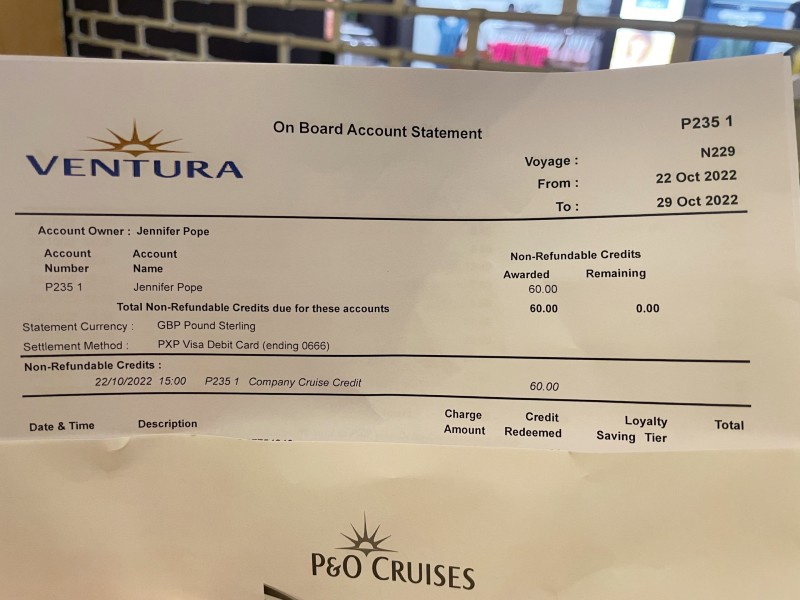 VENTURA
On Board Account Statement
P235 1
Voyage : N229
From : 22 Oct 2022
To : 29 Oct 2022
Account Owner : Jennifer Pope
Account Account Non-Refundable Credits
Number Name Awarded Remaining
P235 1 Jennifer Pope 60.00
Total Non-Refundable Credits due for these accounts 60.00 0.00
Statement Currency : GBP Pound Sterling
Settlement Method : PXP Visa Debit Card (ending 0666)
Non-Refundable Credits :
22/10/2022 15:00 P235 1 Company Cruise Credit 60.00
Date & Time Description Charge Amount Credit Redeemed Loyalty Saving Tier Total
P&O CRUISES